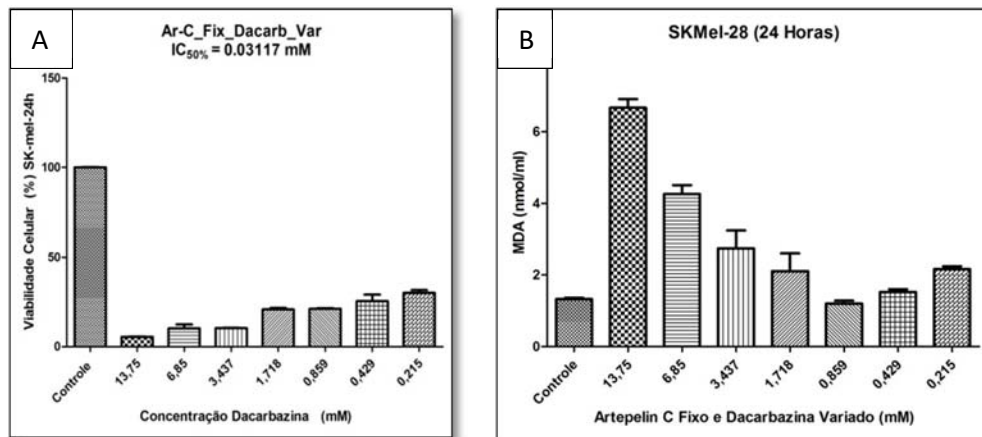 A
Ar-C_Fix_Dacarb_Var
IC50% = 0.03117 mM
Viabilidade Celular (%) SK-mel-24h
150
100
50
0
Controle
13,75
6,85
3,437
1,718
0,859
0,429
0,215
Concentração Dacarbazina (mM)
B
SKMel-28 (24 Horas)
MDA (nmol/ml)
6
4
2
0
Controle
13,75
6,85
3,437
1,718
0,859
0,429
0,215
Artepelin C Fixo e Dacarbazina Variado (mM)